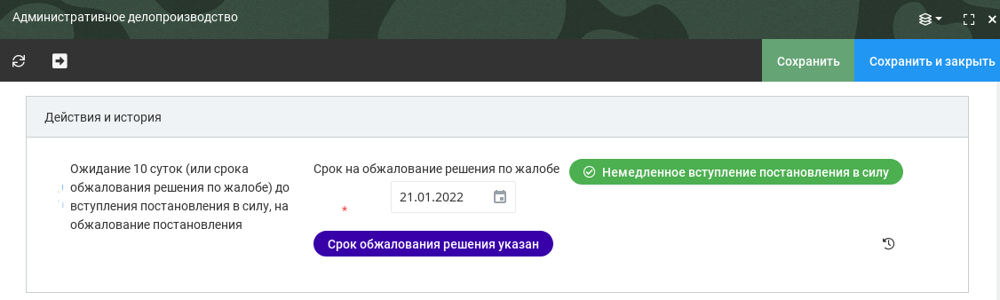 Административное делопроизводство
Сохранить
Сохранить и закрыть
Действия и история
Ожидание 10 суток (или срока
обжалования решения по жалобе) до
вступления постановления в силу, на
обжалование постановления
Срок на обжалование решения по жалобе
* 21.01.2022
Срок обжалования решения указан
Немедленное вступление постановления в силу